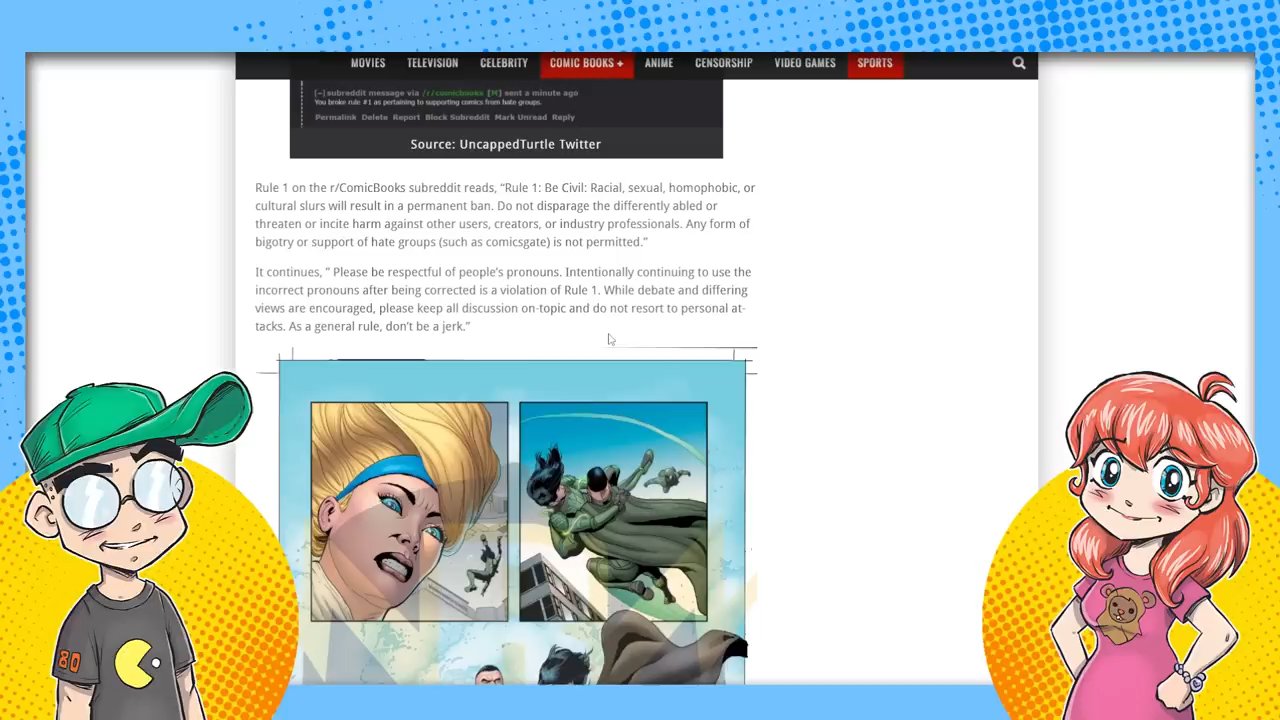 MOVIES TELEVISION CELEBRITY COMIC BOOKS + ANIME CENSORSHIP VIDEO GAMES SPORTS
[–] subreddit message via /r/comicbooks [M] sent a minute ago
You broke rule #1 as pertaining to supporting comics from hate groups.
Permalink Delete Report Block Subreddit Mark Unread Reply
Source: UncappedTurtle Twitter
Rule 1 on the r/ComicBooks subreddit reads, “Rule 1: Be Civil: Racial, sexual, homophobic, or
cultural slurs will result in a permanent ban. Do not disparage the differently abled or
threaten or incite harm against other users, creators, or industry professionals. Any form of
bigotry or support of hate groups (such as comicsgate) is not permitted.”
It continues, ” Please be respectful of people’s pronouns. Intentionally continuing to use the
incorrect pronouns after being corrected is a violation of Rule 1. While debate and differing
views are encouraged, please keep all discussion on-topic and do not resort to personal at-
tacks. As a general rule, don’t be a jerk.”
80